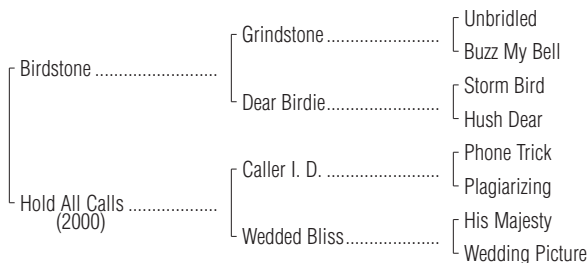 Unbridled
Grindstone ........................
Buzz My Bell
Birdstone ..........................
Storm Bird
Dear Birdie ........................
Hush Dear
Phone Trick
Caller I. D. .......................
Plagiarizing
Hold All Calls ...................
(2000)
His Majesty
Wedded Bliss ...................
Wedding Picture